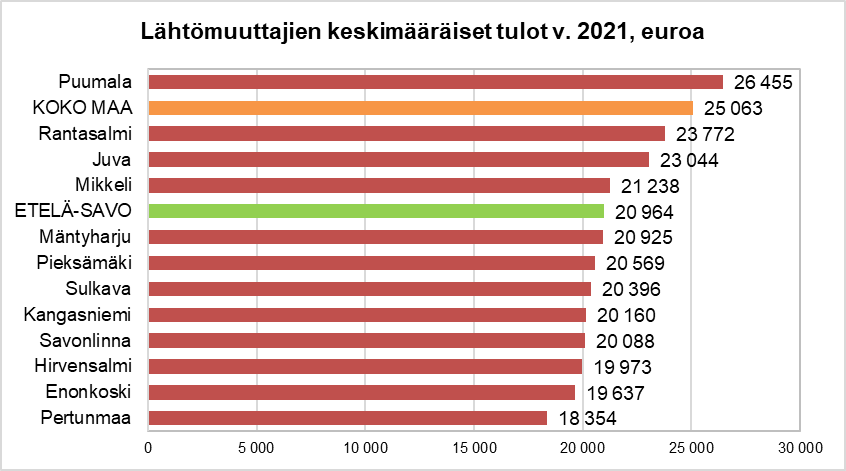 Lähtömuuttajien keskimääräiset tulot v. 2021, euroa
Puumala 26 455
KOKO MAA 25 063
Rantasalmi 23 772
Juva 23 044
Mikkeli 21 238
ETELÄ-SAVO 20 964
Mäntyharju 20 925
Pieksämäki 20 569
Sulkava 20 396
Kangasniemi 20 160
Savonlinna 20 088
Hirvensalmi 19 973
Enonkoski 19 637
Pertunmaa 18 354
0 5 000 10 000 15 000 20 000 25 000 30 000